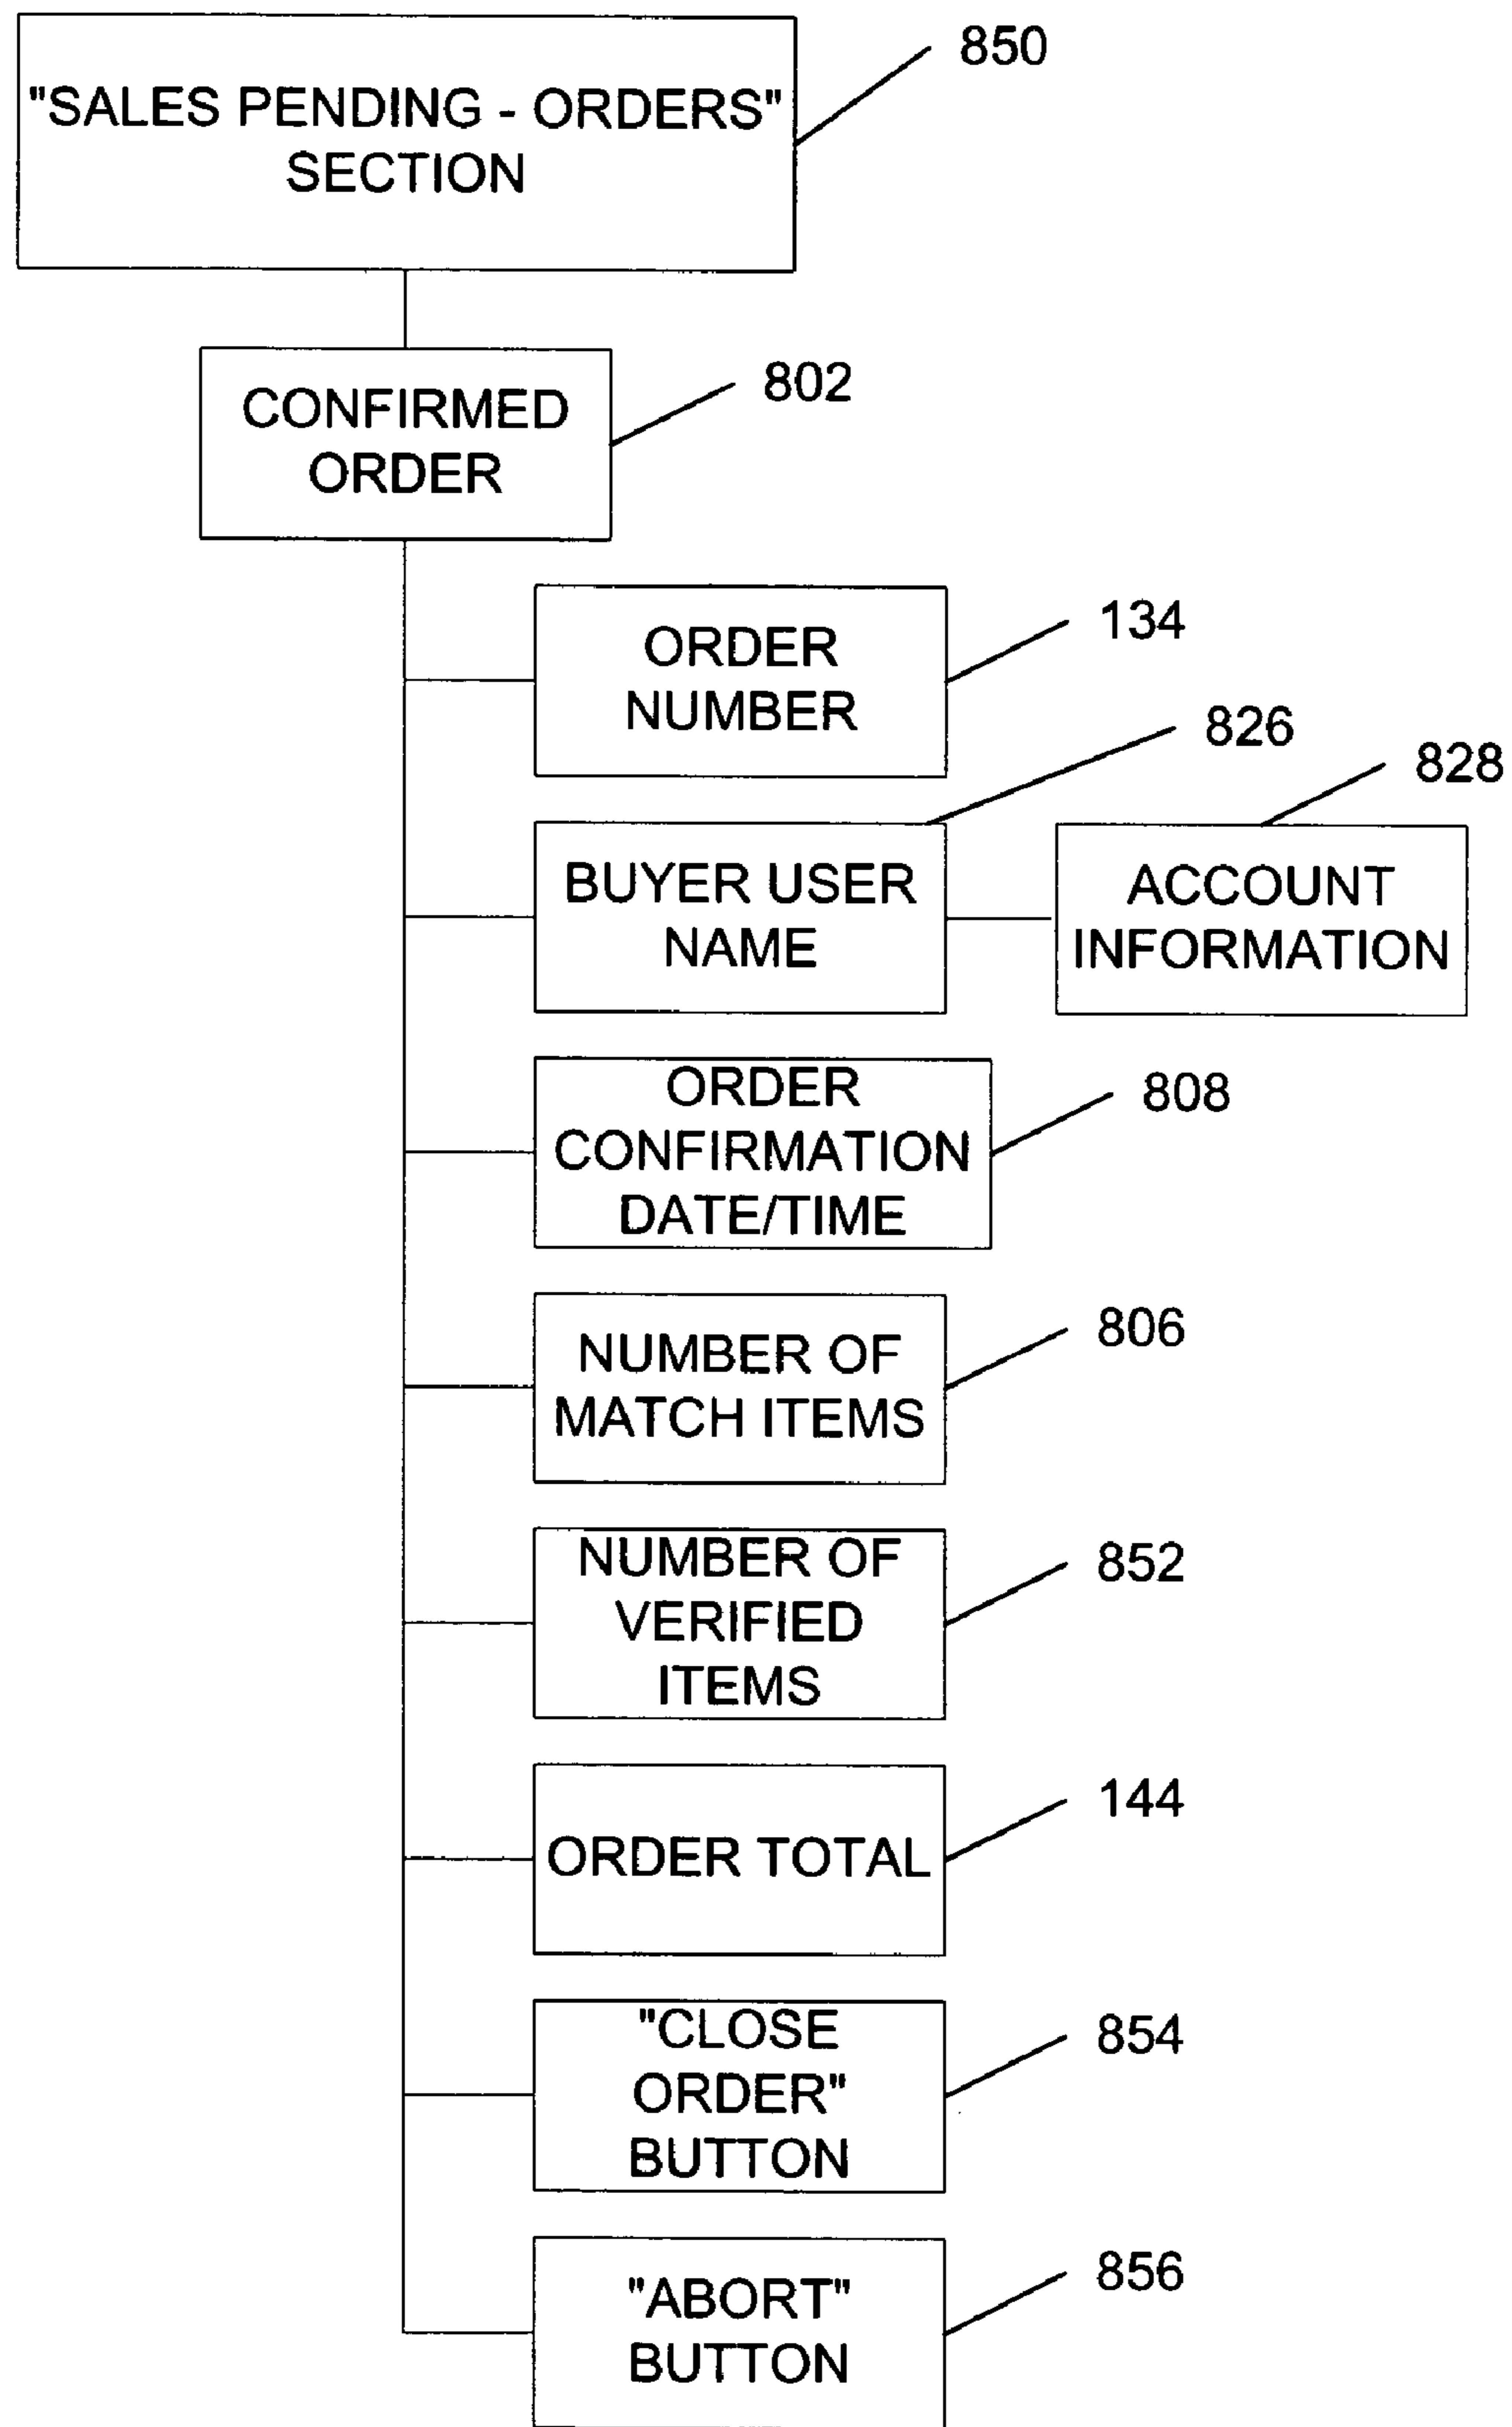 850
"SALES PENDING - ORDERS"
SECTION
802
CONFIRMED
ORDER
134
ORDER
NUMBER
826
828
BUYER USER
NAME
ACCOUNT
INFORMATION
808
ORDER
CONFIRMATION
DATE/TIME
806
NUMBER OF
MATCH ITEMS
852
NUMBER OF
VERIFIED
ITEMS
144
ORDER TOTAL
854
"CLOSE
ORDER"
BUTTON
856
"ABORT"
BUTTON